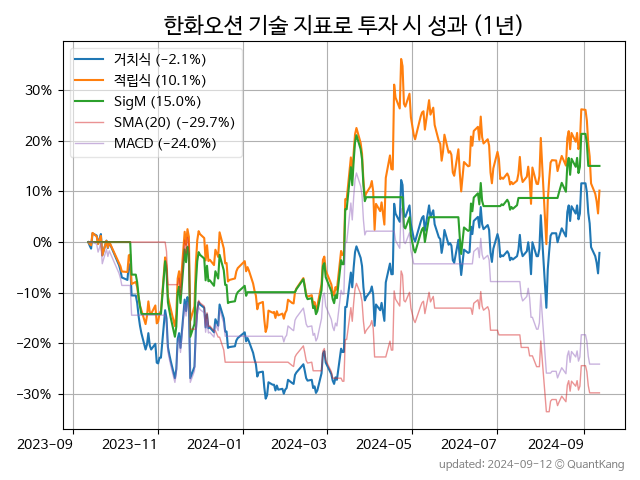 한화오션 기술 지표로 투자 시 성과 (1년)
거치식 (-2.1%)
적립식 (10.1%)
SigM (15.0%)
SMA(20) (-29.7%)
MACD (-24.0%)
30%
20%
10%
0%
-10%
-20%
-30%
2023-09 2023-11 2024-01 2024-03 2024-05 2024-07 2024-09
updated: 2024-09-12 © QuantKang